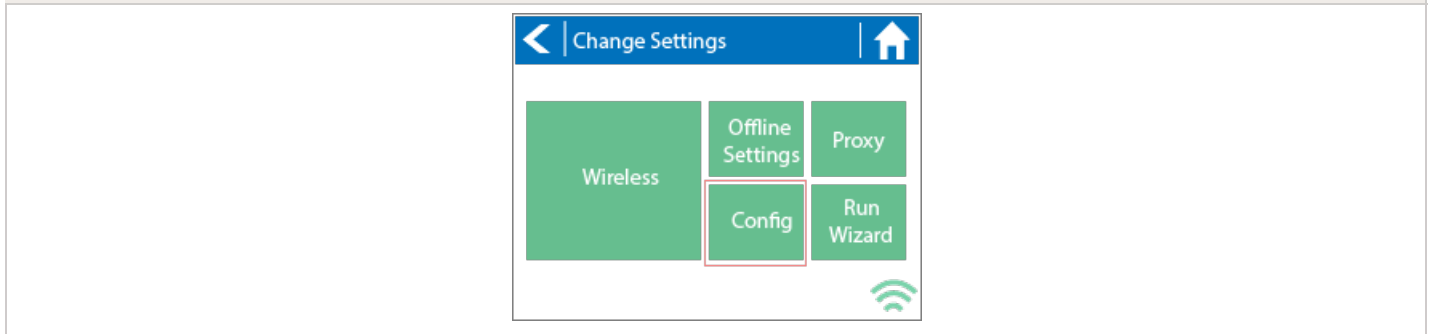 Change Settings
Wireless
Offline
Settings
Proxy
Config
Run
Wizard